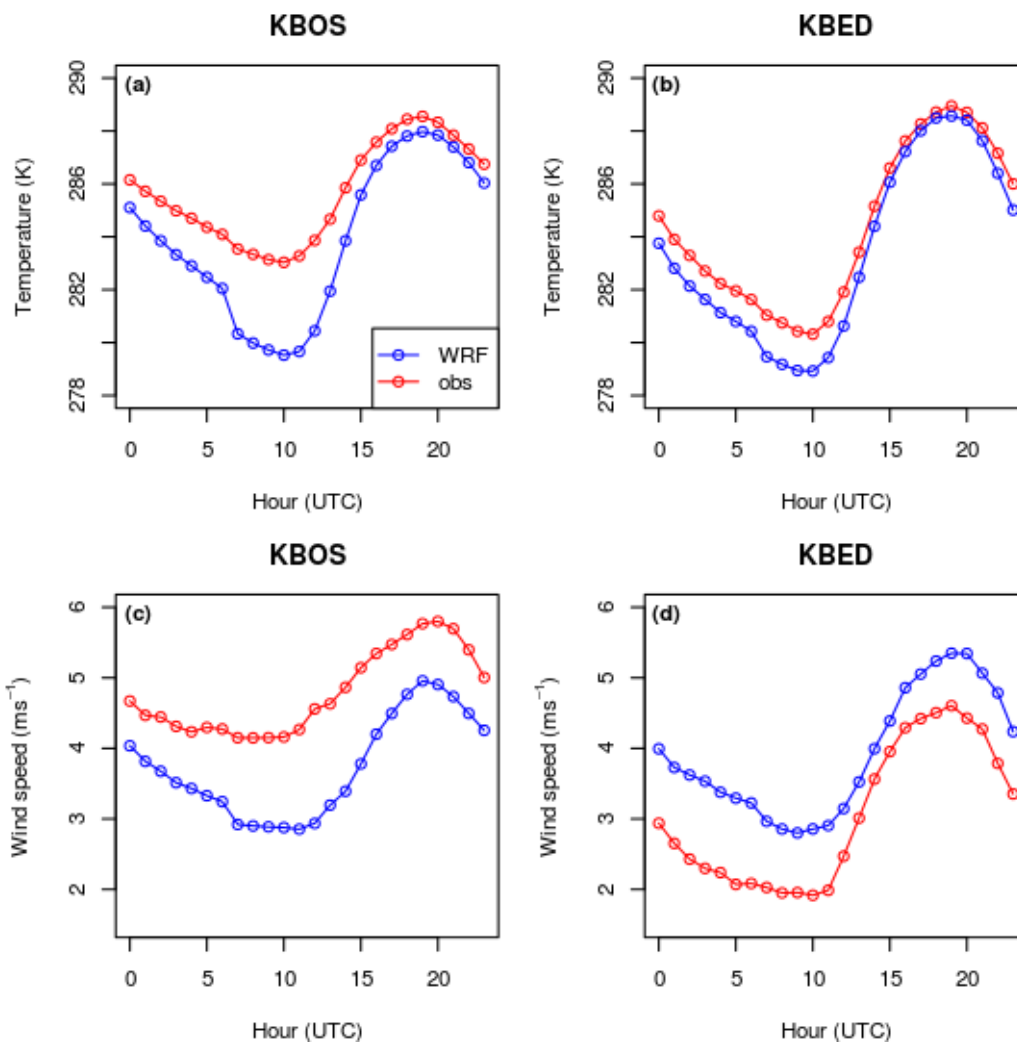 KBOS
KBED
(a)
(b)
Temperature (K)
278
282
286
290
WRF
obs
0 5 10 15 20
Hour (UTC)
Temperature (K)
278
282
286
290
0 5 10 15 20
Hour (UTC)
KBOS
KBED
(c)
(d)
Wind speed (ms⁻¹)
2
3
4
5
6
0 5 10 15 20
Hour (UTC)
Wind speed (ms⁻¹)
2
3
4
5
6
0 5 10 15 20
Hour (UTC)